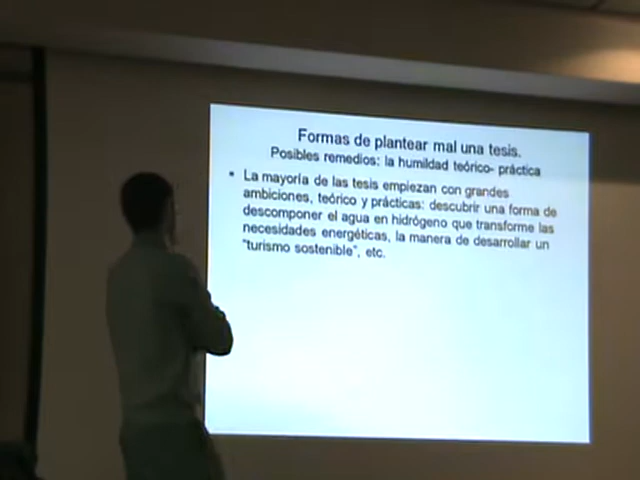 Formas de plantear mal una tesis.
Posibles remedios: la humildad teórico- práctica
• La mayoría de las tesis empiezan con grandes
ambiciones, teórico y prácticas: descubrir una forma de
descomponer el agua en hidrógeno que transforme las
necesidades energéticas, la manera de desarrollar un
"turismo sostenible", etc.